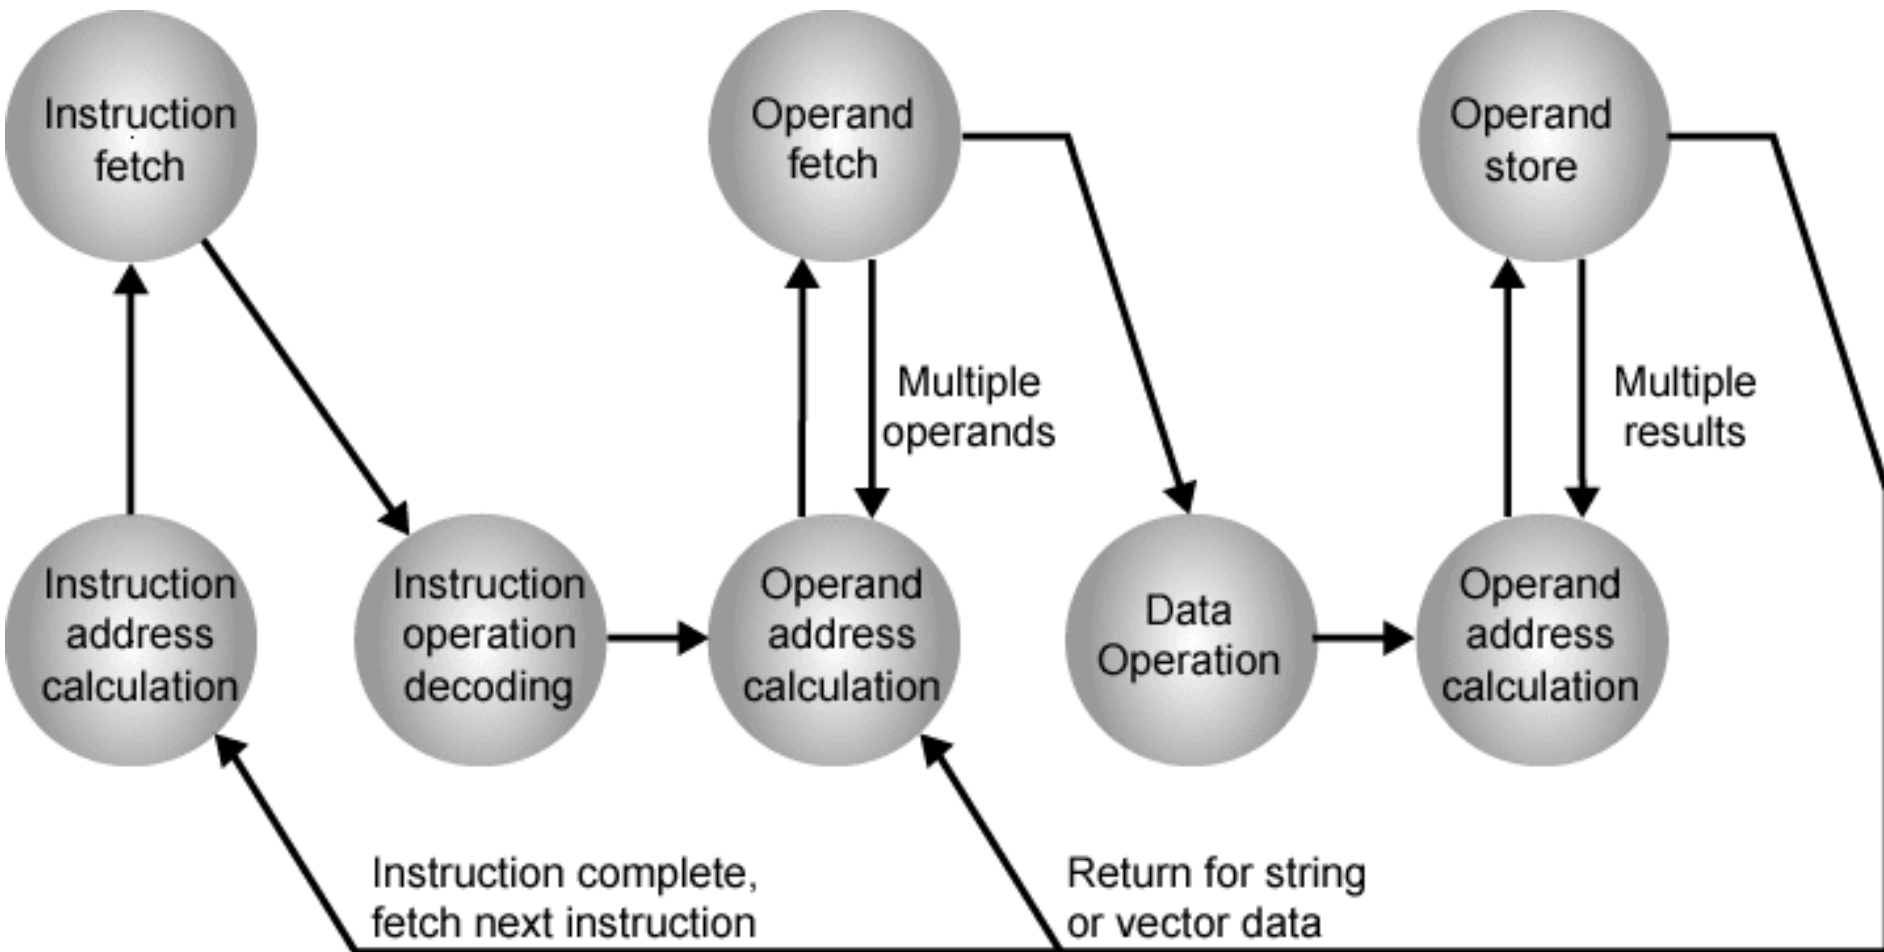 Instruction
fetch
Operand
fetch
Operand
store
Multiple
operands
Multiple
results
Instruction
address
calculation
Instruction
operation
decoding
Operand
address
calculation
Data
Operation
Operand
address
calculation
Instruction complete,
fetch next instruction
Return for string
or vector data